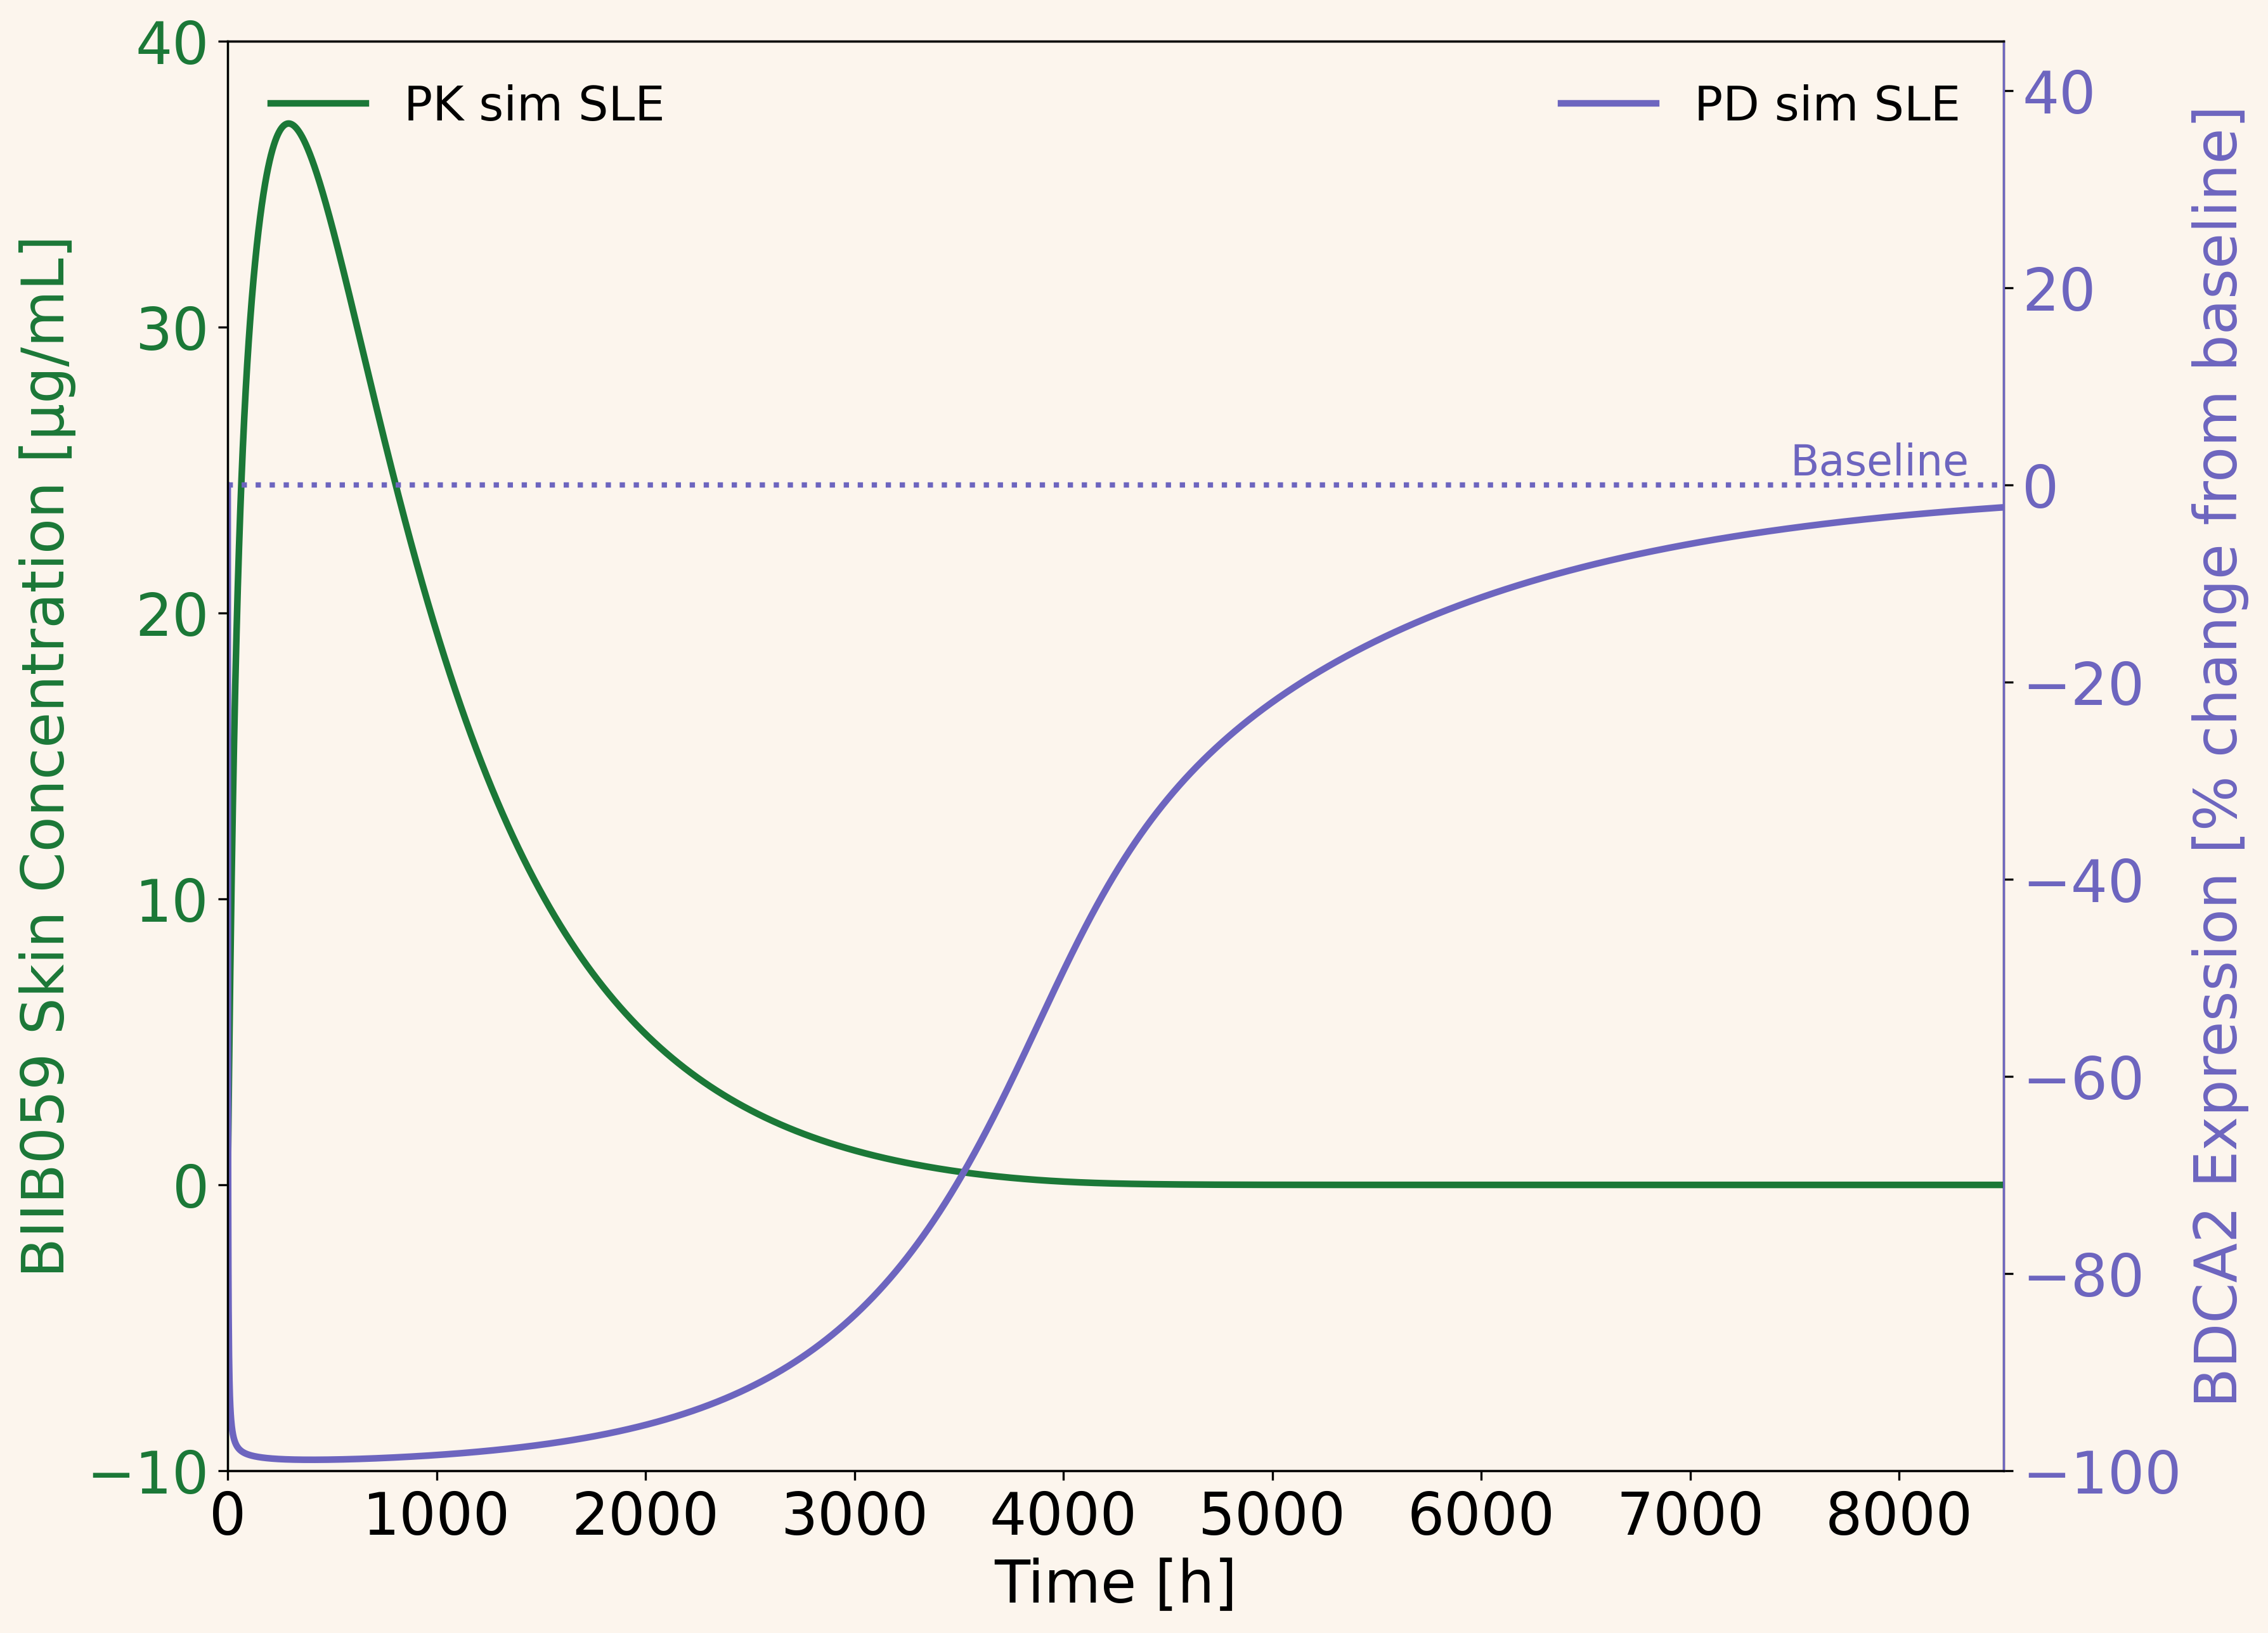 40
30
20
10
0
−10
BIIB059 Skin Concentration [µg/mL]
PK sim SLE
PD sim SLE
Baseline
40
20
0
−20
−40
−60
−80
−100
BDCA2 Expression [% change from baseline]
0 1000 2000 3000 4000 5000 6000 7000 8000
Time [h]